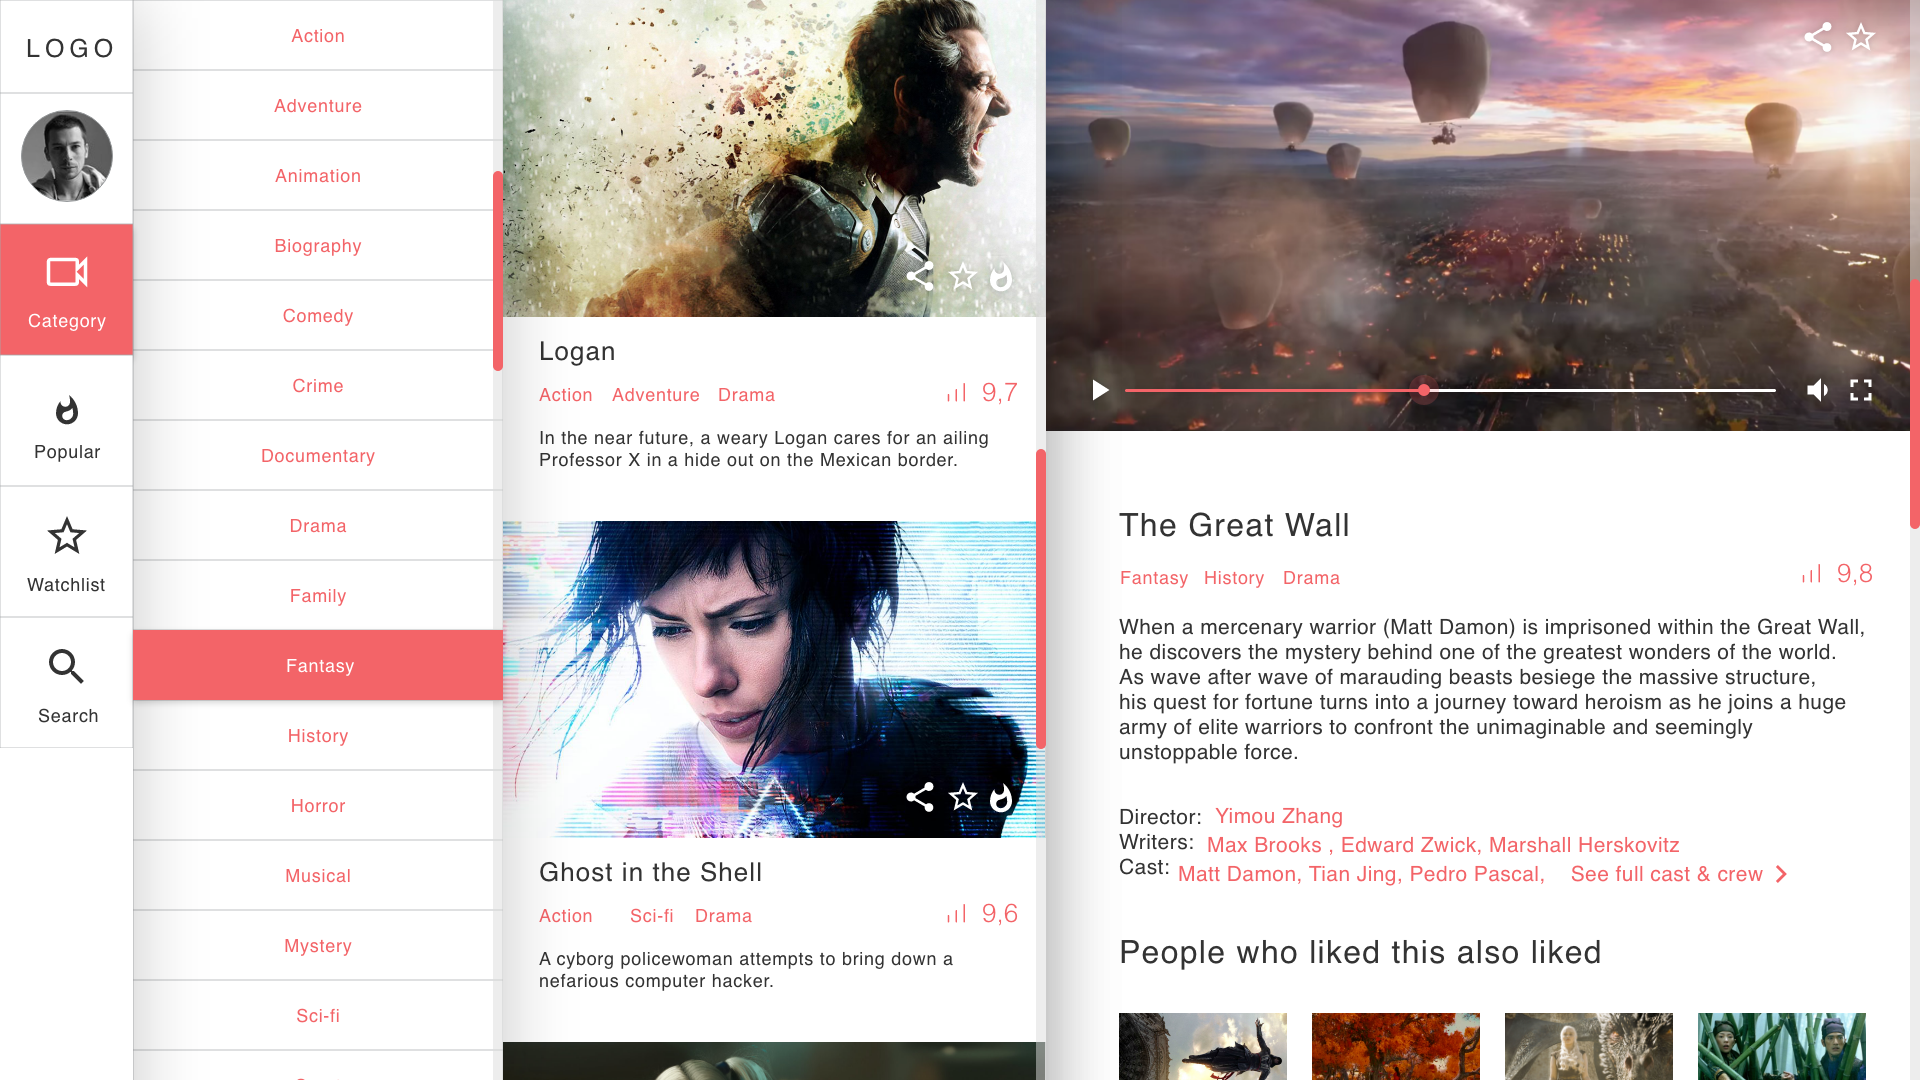 LOGO
Category
Popular
Watchlist
Search
Action
Adventure
Animation
Biography
Comedy
Crime
Documentary
Drama
Family
Fantasy
History
Horror
Musical
Mystery
Sci-fi
Logan
Action Adventure Drama 9,7
In the near future, a weary Logan cares for an ailing
Professor X in a hide out on the Mexican border.
Ghost in the Shell
Action Sci-fi Drama 9,6
A cyborg policewoman attempts to bring down a
nefarious computer hacker.
The Great Wall
Fantasy History Drama 9,8
When a mercenary warrior (Matt Damon) is imprisoned within the Great Wall,
he discovers the mystery behind one of the greatest wonders of the world.
As wave after wave of marauding beasts besiege the massive structure,
his quest for fortune turns into a journey toward heroism as he joins a huge
army of elite warriors to confront the unimaginable and seemingly
unstoppable force.
Director: Yimou Zhang
Writers: Max Brooks , Edward Zwick, Marshall Herskovitz
Cast: Matt Damon, Tian Jing, Pedro Pascal, See full cast & crew
People who liked this also liked